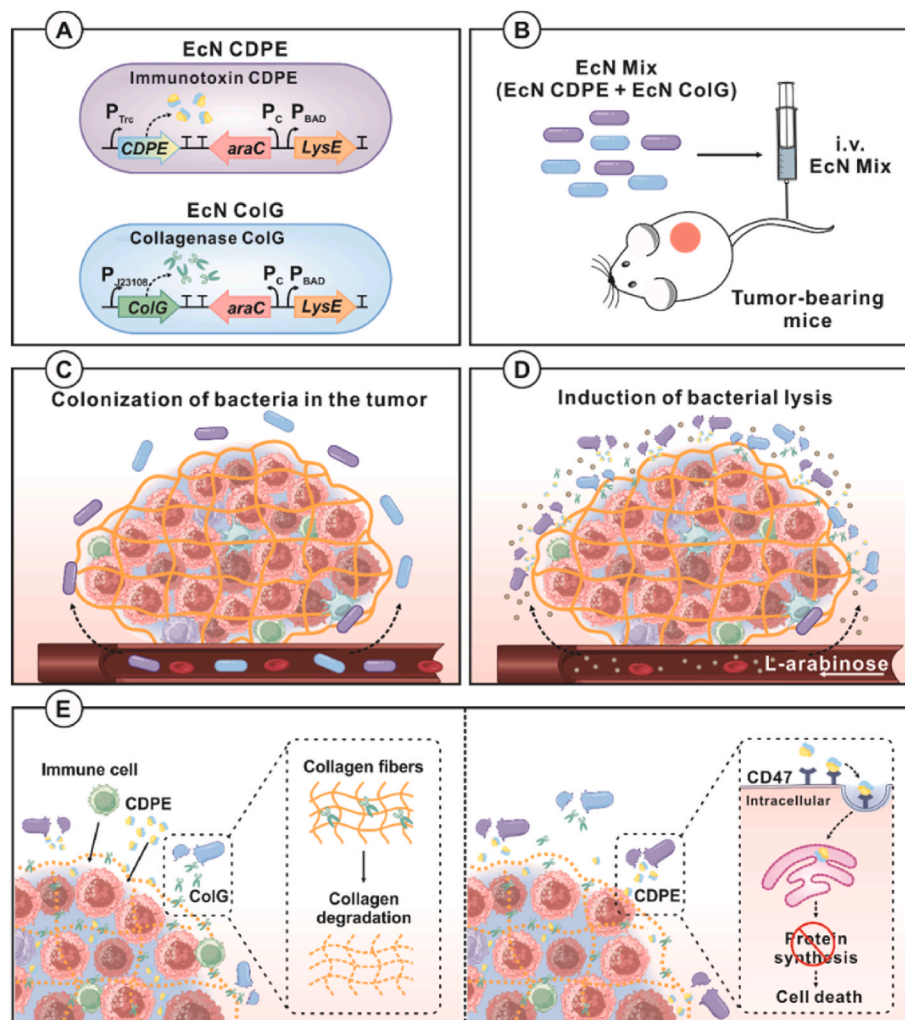 A
EcN CDPE
Immunotoxin CDPE
PTrc
PC
PBAD
CDPE
araC
LysE
EcN ColG
Collagenase ColG
PJ23108
PC
PBAD
ColG
araC
LysE
B
EcN Mix
(EcN CDPE + EcN ColG)
i.v.
EcN Mix
Tumor-bearing
mice
C
Colonization of bacteria in the tumor
D
Induction of bacterial lysis
L-arabinose
E
Immune cell
CDPE
ColG
Collagen fibers
Collagen
degradation
CDPE
CD47
Intracellular
Protein
synthesis
Cell death